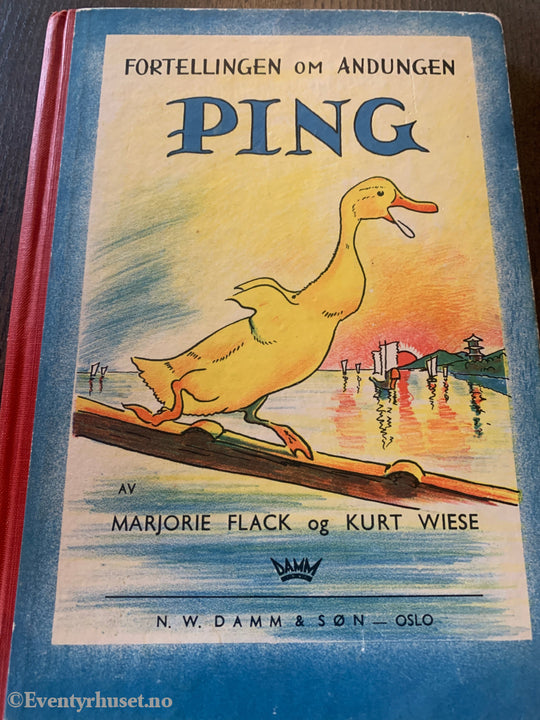 FORTELLINGEN OM ANDUNGEN
PING
AV
MARJORIE FLACK og KURT WIESE
DAMM
N. W. DAMM & SØN — OSLO
©Eventyrhuset.no